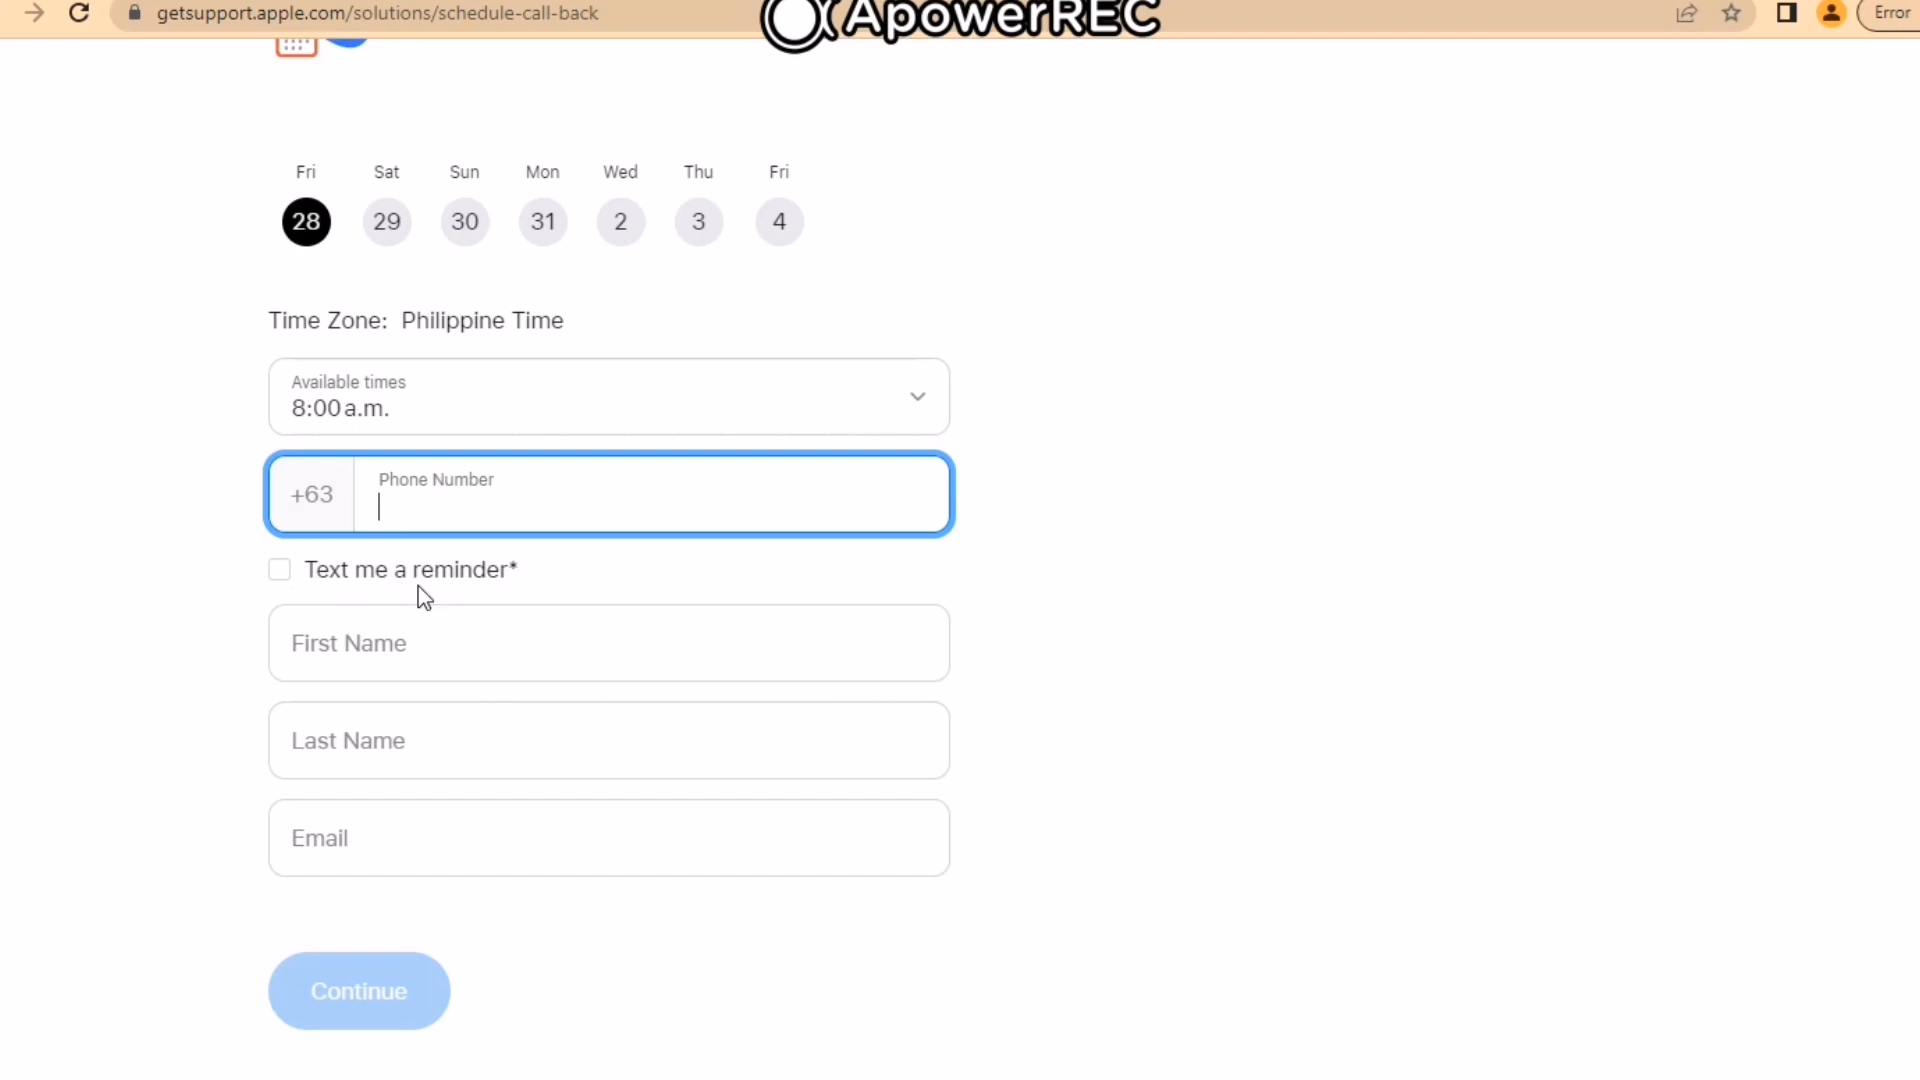 getsupport.apple.com/solutions/schedule-call-back
ApowerREC
Error
Fri Sat Sun Mon Wed Thu Fri
28 29 30 31 2 3 4
Time Zone: Philippine Time
Available times
8:00 a.m.
Phone Number
+63
Text me a reminder*
First Name
Last Name
Email
Continue